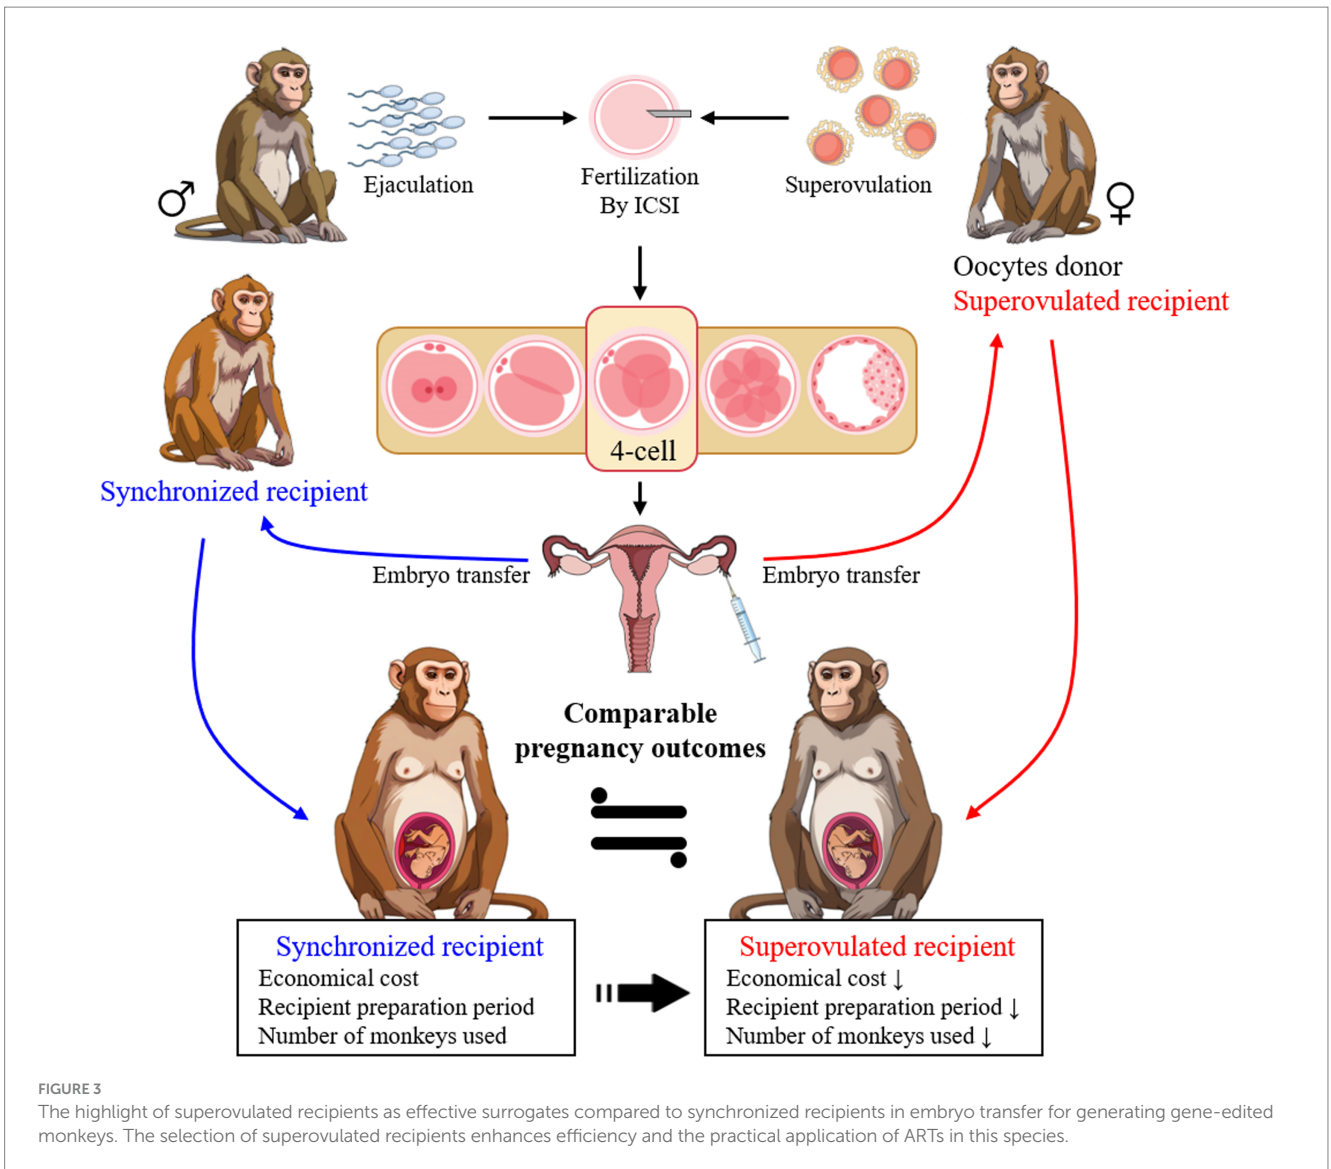 Ejaculation
Fertilization
By ICSI
Superovulation
♂
♀
Oocytes donor
Superovulated recipient
4-cell
Synchronized recipient
Embryo transfer
Embryo transfer
Comparable
pregnancy outcomes
Synchronized recipient
Economical cost
Recipient preparation period
Number of monkeys used
Superovulated recipient
Economical cost ↓
Recipient preparation period ↓
Number of monkeys used ↓
FIGURE 3
The highlight of superovulated recipients as effective surrogates compared to synchronized recipients in embryo transfer for generating gene-edited
monkeys. The selection of superovulated recipients enhances efficiency and the practical application of ARTs in this species.